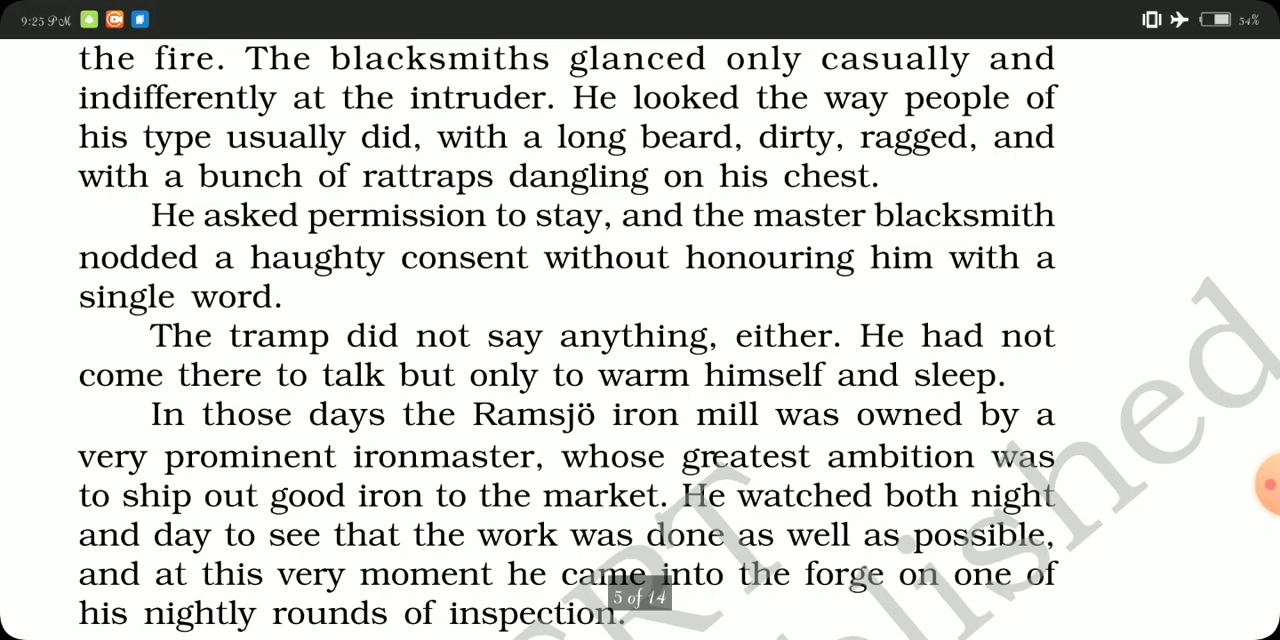 9:25 PM 54%
the fire. The blacksmiths glanced only casually and
indifferently at the intruder. He looked the way people of
his type usually did, with a long beard, dirty, ragged, and
with a bunch of rattraps dangling on his chest.
He asked permission to stay, and the master blacksmith
nodded a haughty consent without honouring him with a
single word.
The tramp did not say anything, either. He had not
come there to talk but only to warm himself and sleep.
In those days the Ramsjö iron mill was owned by a
very prominent ironmaster, whose greatest ambition was
to ship out good iron to the market. He watched both night
and day to see that the work was done as well as possible,
and at this very moment he came into the forge on one of
his nightly rounds of inspection.
5 of 14